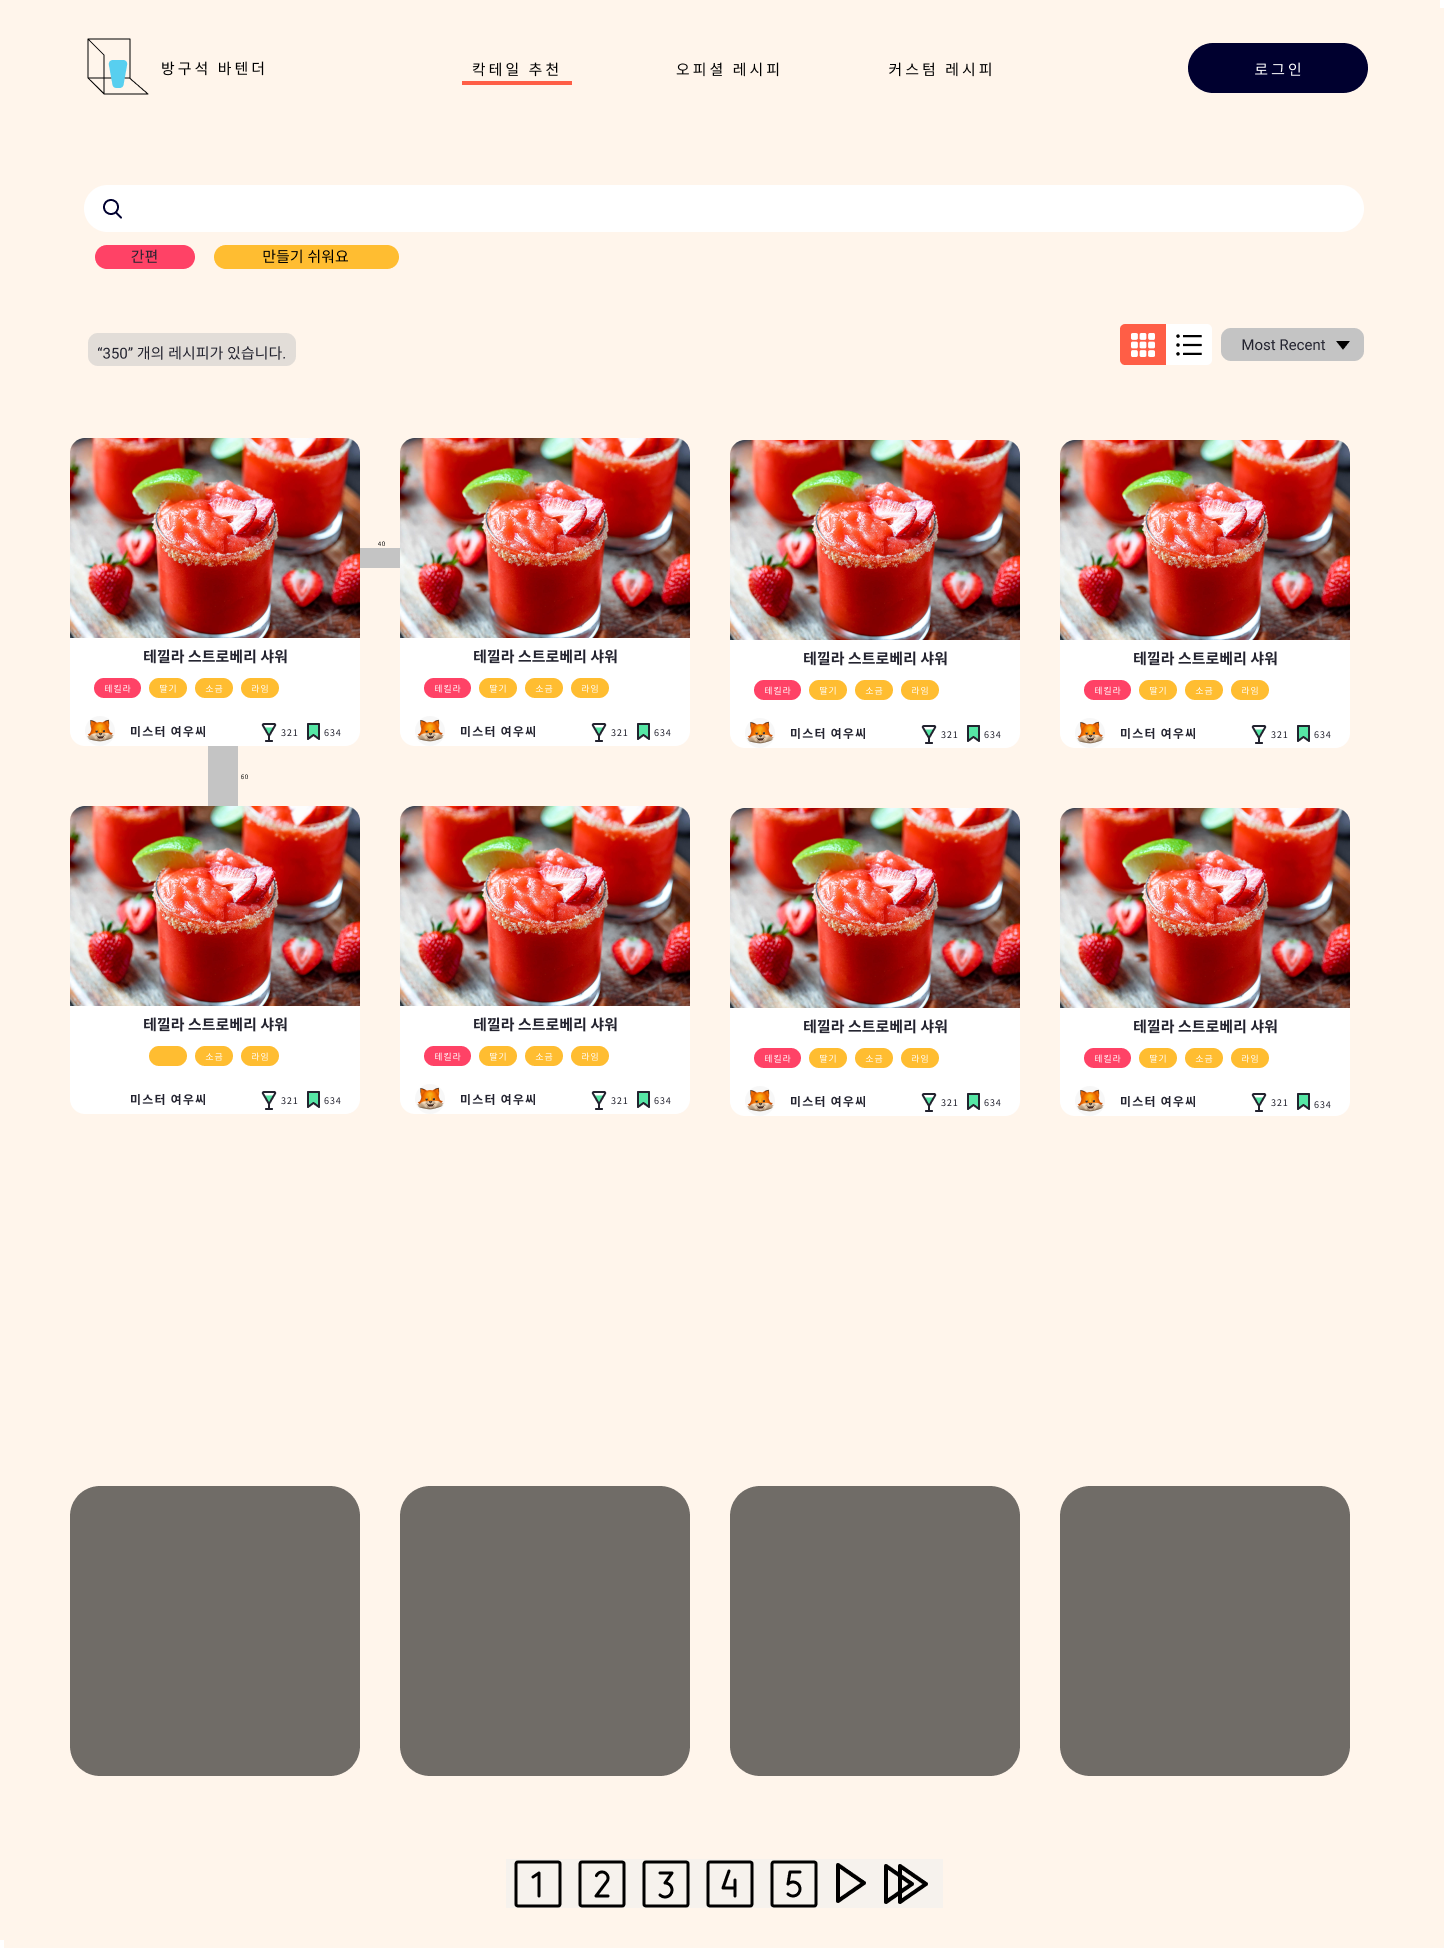 방구석 바텐더
칵테일 추천
오피셜 레시피
커스텀 레시피
로그인
간편
만들기 쉬워요
“350” 개의 레시피가 있습니다.
Most Recent
40
테낄라 스트로베리 샤워
테낄라 스트로베리 샤워
테낄라 스트로베리 샤워
테낄라 스트로베리 샤워
테킬라 딸기 소금 라임
테킬라 딸기 소금 라임
테킬라 딸기 소금 라임
테킬라 딸기 소금 라임
미스터 여우씨 321 634
미스터 여우씨 321 634
미스터 여우씨 321 634
미스터 여우씨 321 634
60
테낄라 스트로베리 샤워
테낄라 스트로베리 샤워
테낄라 스트로베리 샤워
테낄라 스트로베리 샤워
소금 라임
테킬라 딸기 소금 라임
테킬라 딸기 소금 라임
테킬라 딸기 소금 라임
미스터 여우씨 321 634
미스터 여우씨 321 634
미스터 여우씨 321 634
미스터 여우씨 321 634
1 2 3 4 5